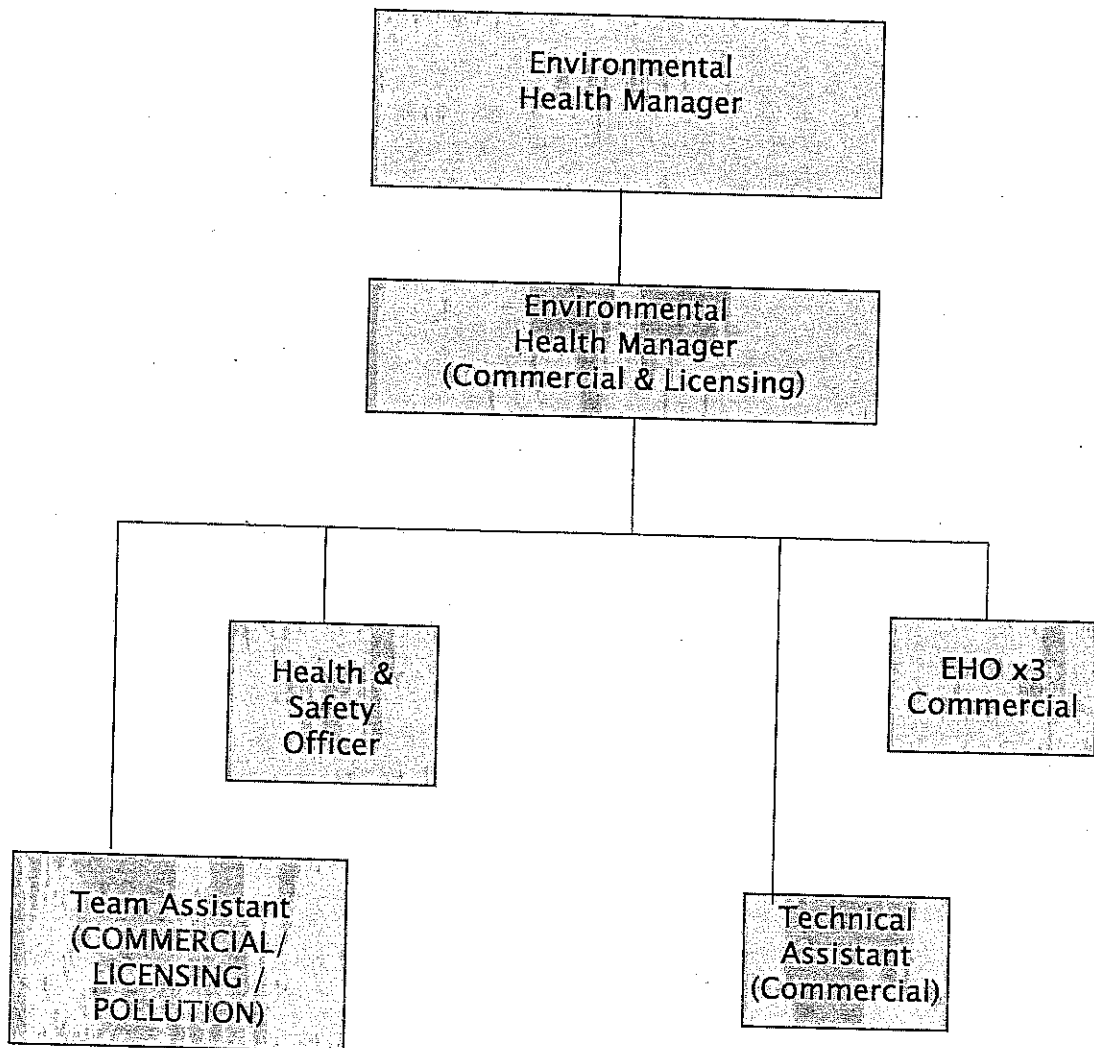 Environmental
Health Manager
Environmental
Health Manager
(Commercial & Licensing)
Health &
Safety
Officer
EHO x3
Commercial
Team Assistant
(COMMERCIAL/
LICENSING /
POLLUTION)
Technical
Assistant
(Commercial)